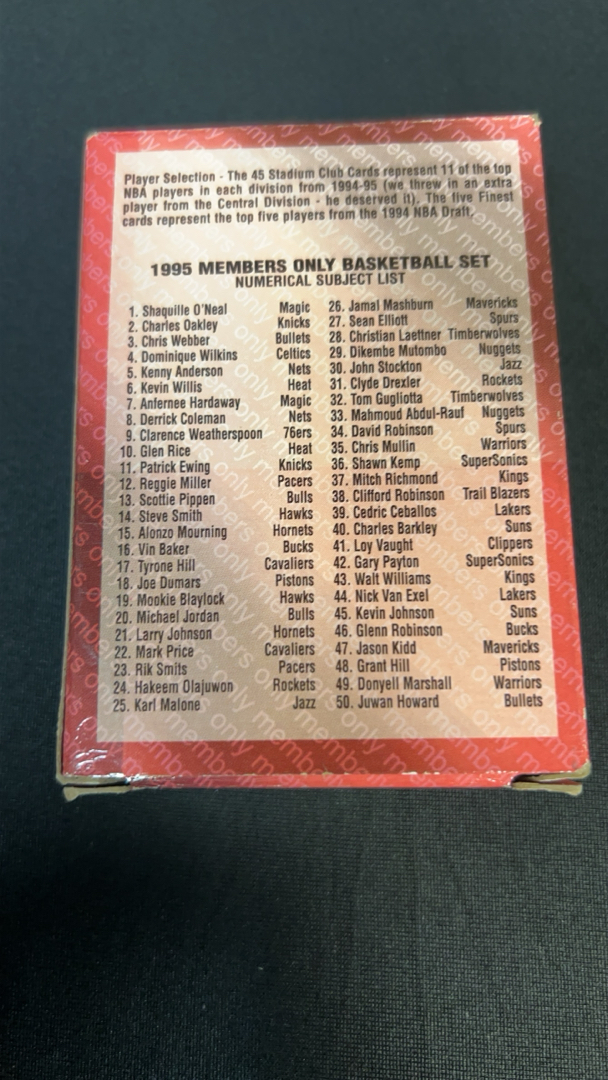 Player Selection - The 45 Stadium Club Cards represent 11 of the top
NBA players in each division from 1994-95 (we threw in an extra
player from the Central Division - he deserved it). The five Finest
cards represent the top five players from the 1994 NBA Draft.
1995 MEMBERS ONLY BASKETBALL SET
NUMERICAL SUBJECT LIST
1. Shaquille O'Neal Magic
2. Charles Oakley Knicks
3. Chris Webber Bullets
4. Dominique Wilkins Celtics
5. Kenny Anderson Nets
6. Kevin Willis Heat
7. Anfernee Hardaway Magic
8. Derrick Coleman Nets
9. Clarence Weatherspoon 76ers
10. Glen Rice Heat
11. Patrick Ewing Knicks
12. Reggie Miller Pacers
13. Scottie Pippen Bulls
14. Steve Smith Hawks
15. Alonzo Mourning Hornets
16. Vin Baker Bucks
17. Tyrone Hill Cavaliers
18. Joe Dumars Pistons
19. Mookie Blaylock Hawks
20. Michael Jordan Bulls
21. Larry Johnson Hornets
22. Mark Price Cavaliers
23. Rik Smits Pacers
24. Hakeem Olajuwon Rockets
25. Karl Malone Jazz
26. Jamal Mashburn Mavericks
27. Sean Elliott Spurs
28. Christian Laettner Timberwolves
29. Dikembe Mutombo Nuggets
30. John Stockton Jazz
31. Clyde Drexler Rockets
32. Tom Gugliotta Timberwolves
33. Mahmoud Abdul-Rauf Nuggets
34. David Robinson Spurs
35. Chris Mullin Warriors
36. Shawn Kemp SuperSonics
37. Mitch Richmond Kings
38. Clifford Robinson Trail Blazers
39. Cedric Ceballos Lakers
40. Charles Barkley Suns
41. Loy Vaught Clippers
42. Gary Payton SuperSonics
43. Walt Williams Kings
44. Nick Van Exel Lakers
45. Kevin Johnson Suns
46. Glenn Robinson Bucks
47. Jason Kidd Mavericks
48. Grant Hill Pistons
49. Donyell Marshall Warriors
50. Juwan Howard Bullets